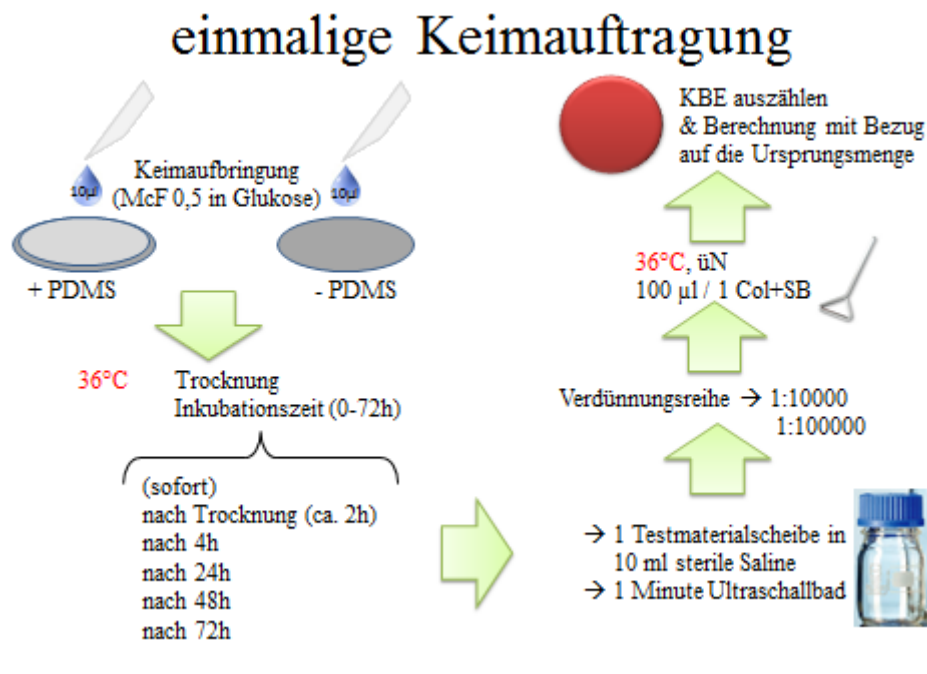 einmalige Keimauftragung
10µl
Keimaufbringung
(McF 0,5 in Glukose)
10µl
+ PDMS
- PDMS
36°C Trocknung
Inkubationszeit (0-72h)
(sofort)
nach Trocknung (ca. 2h)
nach 4h
nach 24h
nach 48h
nach 72h
→ 1 Testmaterialscheibe in
10 ml sterile Saline
→ 1 Minute Ultraschallbad
Verdünnungsreihe → 1:10000
1:100000
36°C, üN
100 µl / 1 Col+SB
KBE auszählen
& Berechnung mit Bezug
auf die Ursprungsmenge